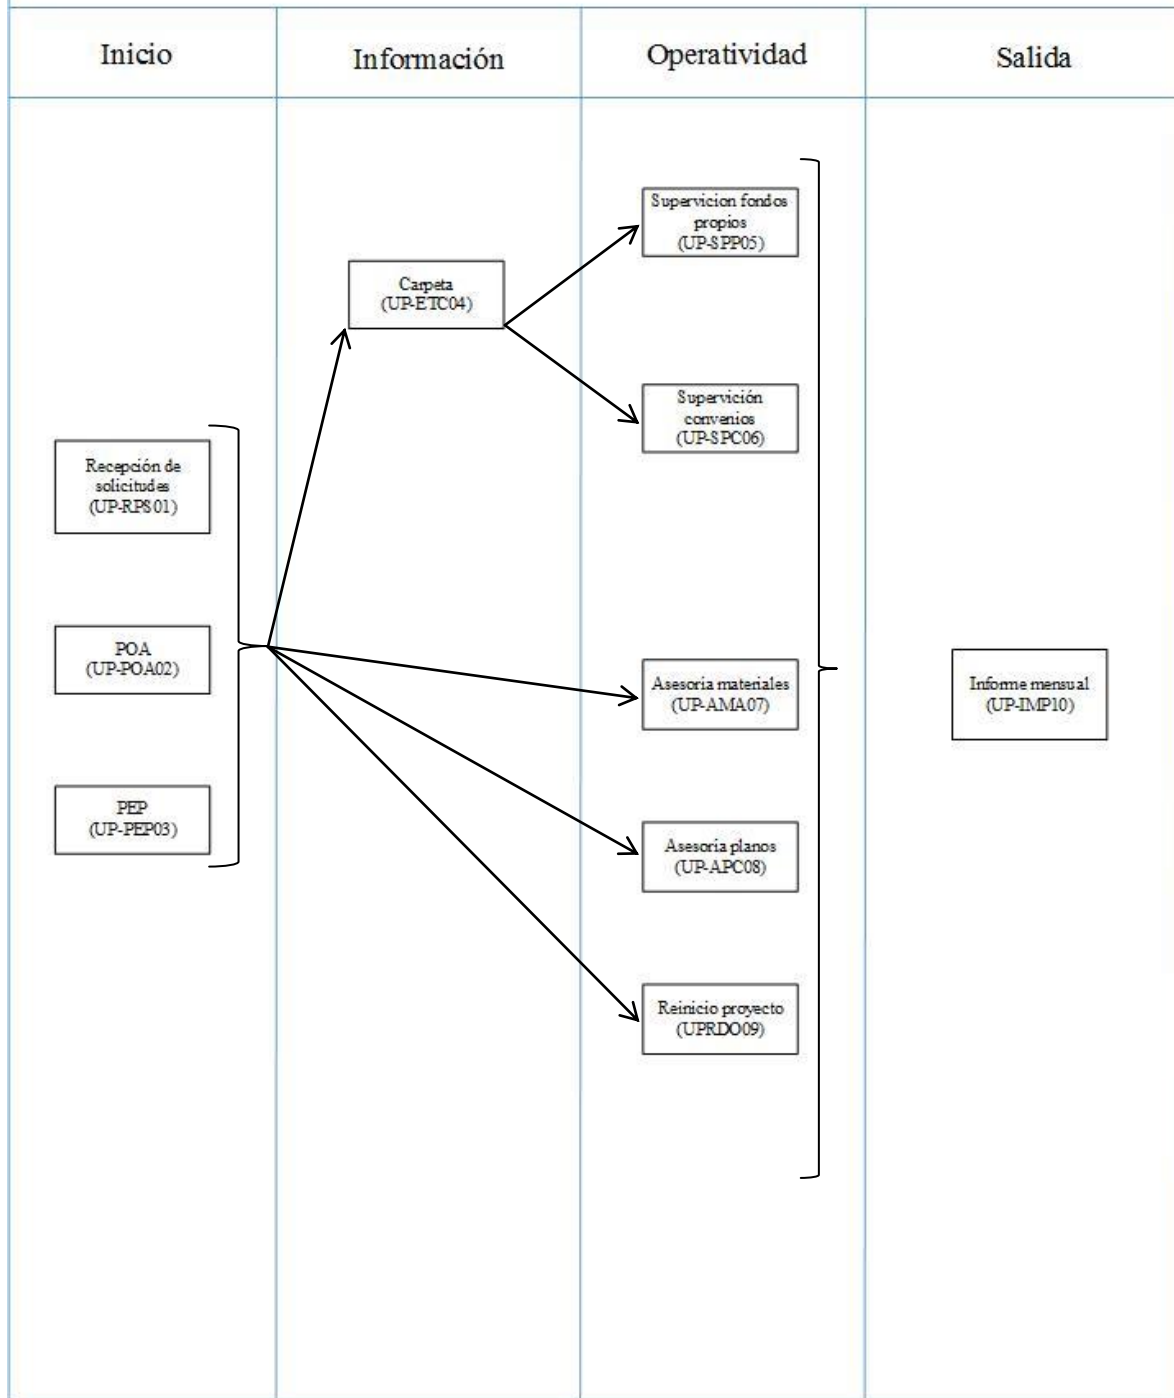 Inicio
Información
Operatividad
Salida
Recepción de
solicitudes
(UP-RPS01)
POA
(UP-POA02)
PEP
(UP-PEP03)
Carpeta
(UP-ETC04)
Supervicion fondos
propios
(UP-SPP05)
Supervición
convenios
(UP-SPC06)
Asesoria materiales
(UP-AMA07)
Asesoria planos
(UP-APC08)
Reinicio proyecto
(UPRDO09)
Informe mensual
(UP-IMP10)